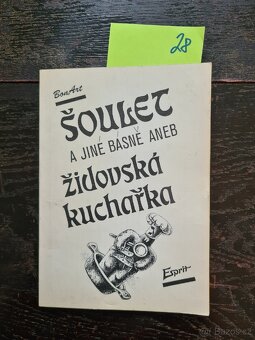 28
BonArt
ŠOULET
A JINÉ BÁSNĚ ANEB
židovská
kuchařka
Esprit